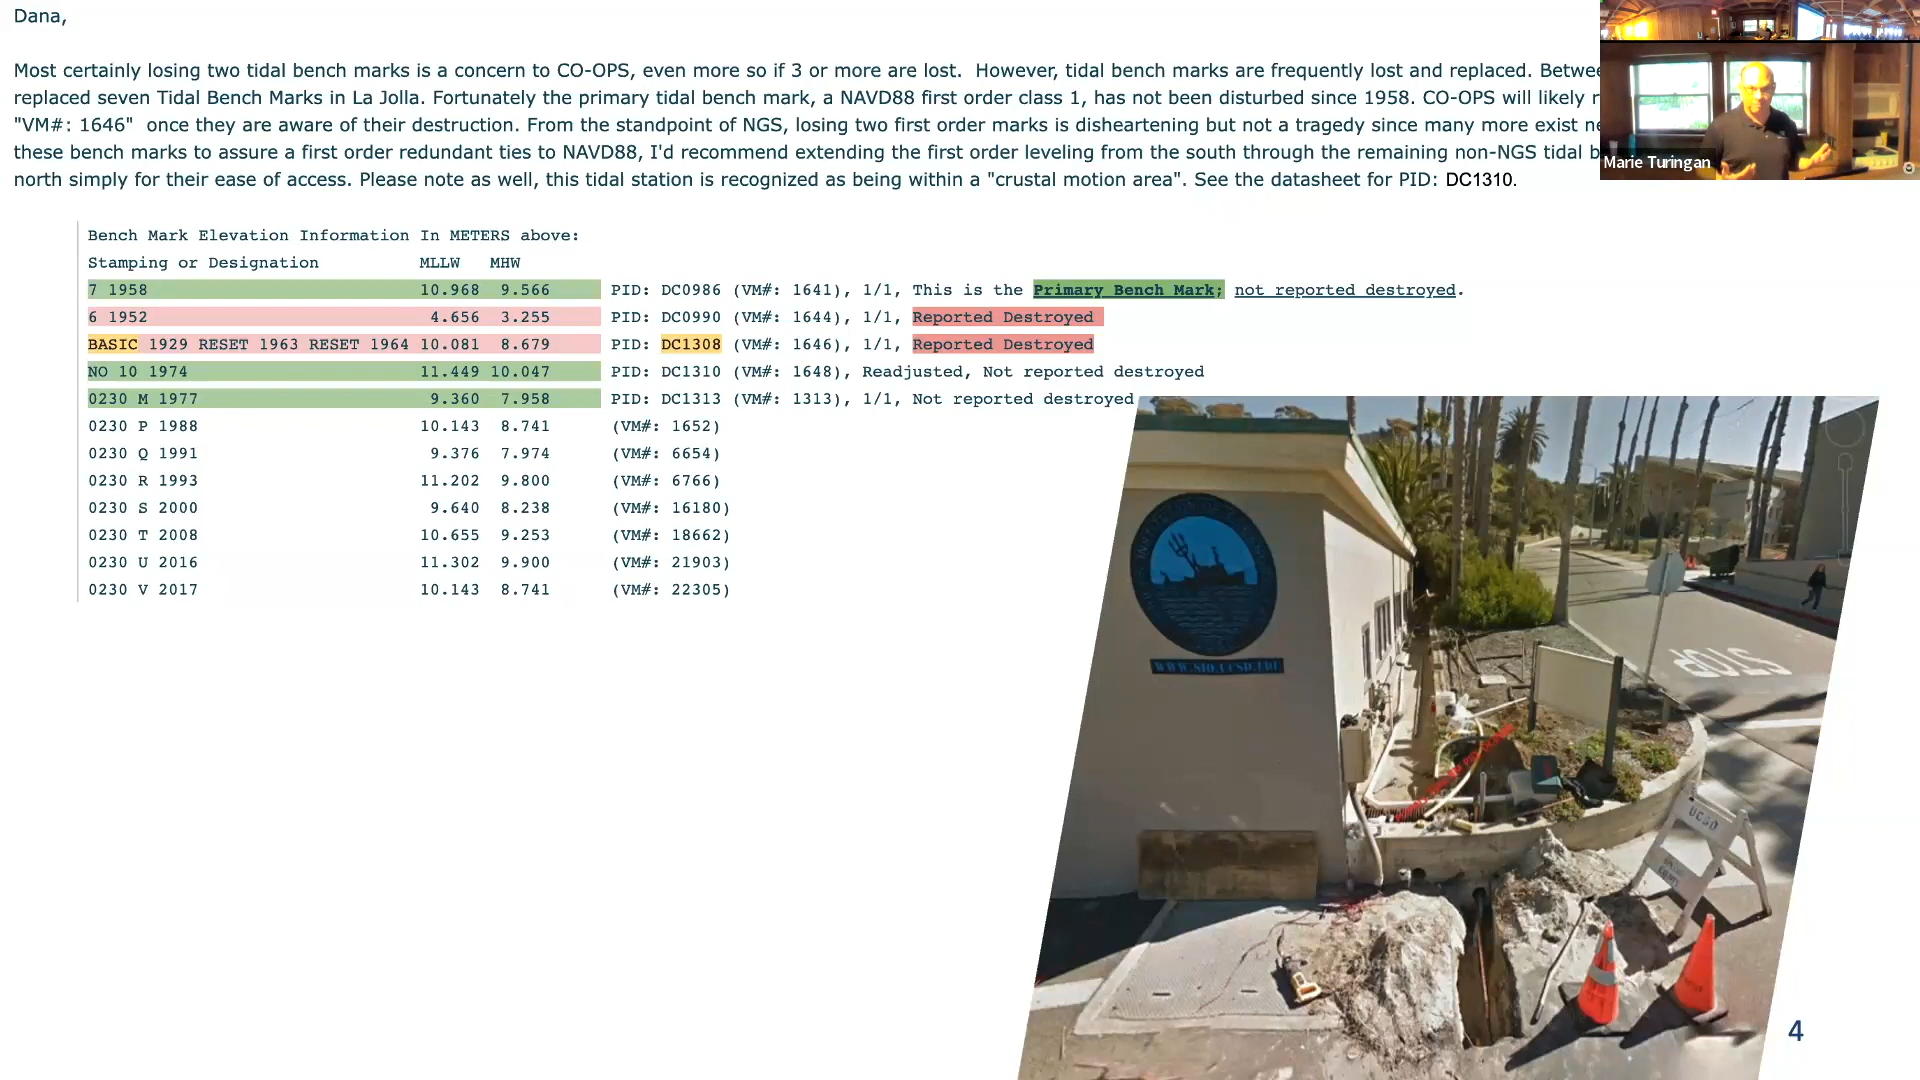 Dana,
Most certainly losing two tidal bench marks is a concern to CO-OPS, even more so if 3 or more are lost. However, tidal bench marks are frequently lost and replaced. Betwee
replaced seven Tidal Bench Marks in La Jolla. Fortunately the primary tidal bench mark, a NAVD88 first order class 1, has not been disturbed since 1958. CO-OPS will likely r
"VM#: 1646" once they are aware of their destruction. From the standpoint of NGS, losing two first order marks is disheartening but not a tragedy since many more exist ne
these bench marks to assure a first order redundant ties to NAVD88, I'd recommend extending the first order leveling from the south through the remaining non-NGS tidal b
north simply for their ease of access. Please note as well, this tidal station is recognized as being within a "crustal motion area". See the datasheet for PID: DC1310.
Marie Turingan
Bench Mark Elevation Information In METERS above:
Stamping or Designation MLLW MHW
7 1958 10.968 9.566 PID: DC0986 (VM#: 1641), 1/1, This is the Primary Bench Mark; not reported destroyed.
6 1952 4.656 3.255 PID: DC0990 (VM#: 1644), 1/1, Reported Destroyed
BASIC 1929 RESET 1963 RESET 1964 10.081 8.679 PID: DC1308 (VM#: 1646), 1/1, Reported Destroyed
NO 10 1974 11.449 10.047 PID: DC1310 (VM#: 1648), Readjusted, Not reported destroyed
0230 M 1977 9.360 7.958 PID: DC1313 (VM#: 1313), 1/1, Not reported destroyed
0230 P 1988 10.143 8.741 (VM#: 1652)
0230 Q 1991 9.376 7.974 (VM#: 6654)
0230 R 1993 11.202 9.800 (VM#: 6766)
0230 S 2000 9.640 8.238 (VM#: 16180)
0230 T 2008 10.655 9.253 (VM#: 18662)
0230 U 2016 11.302 9.900 (VM#: 21903)
0230 V 2017 10.143 8.741 (VM#: 22305)
WWW.SIO.UCSD.EDU
STOP
UCSD
4